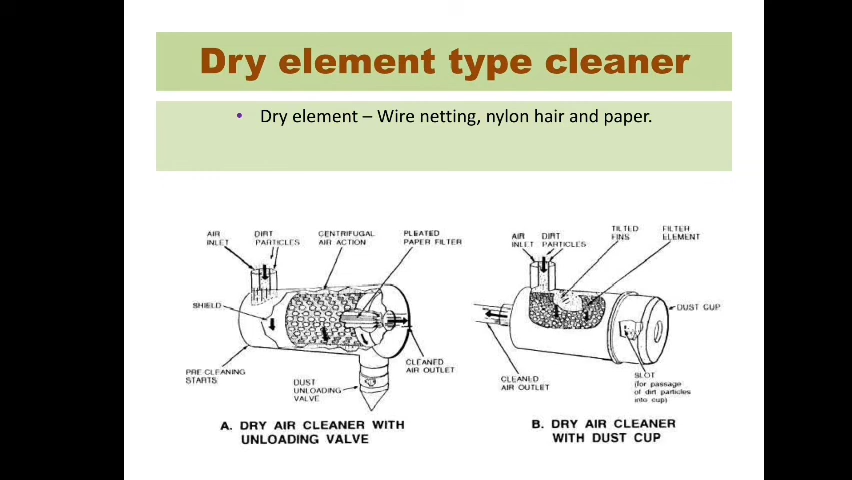 Dry element type cleaner
• Dry element – Wire netting, nylon hair and paper.
AIR INLET
DIRT PARTICLES
CENTRIFUGAL AIR ACTION
PLEATED PAPER FILTER
SHIELD
PRE CLEANING STARTS
DUST UNLOADING VALVE
CLEANED AIR OUTLET
A. DRY AIR CLEANER WITH
UNLOADING VALVE
AIR INLET
DIRT PARTICLES
TILTED FINS
FILTER ELEMENT
DUST CUP
CLEANED AIR OUTLET
SLOT
(for passage
of dirt particles
into cup)
B. DRY AIR CLEANER
WITH DUST CUP